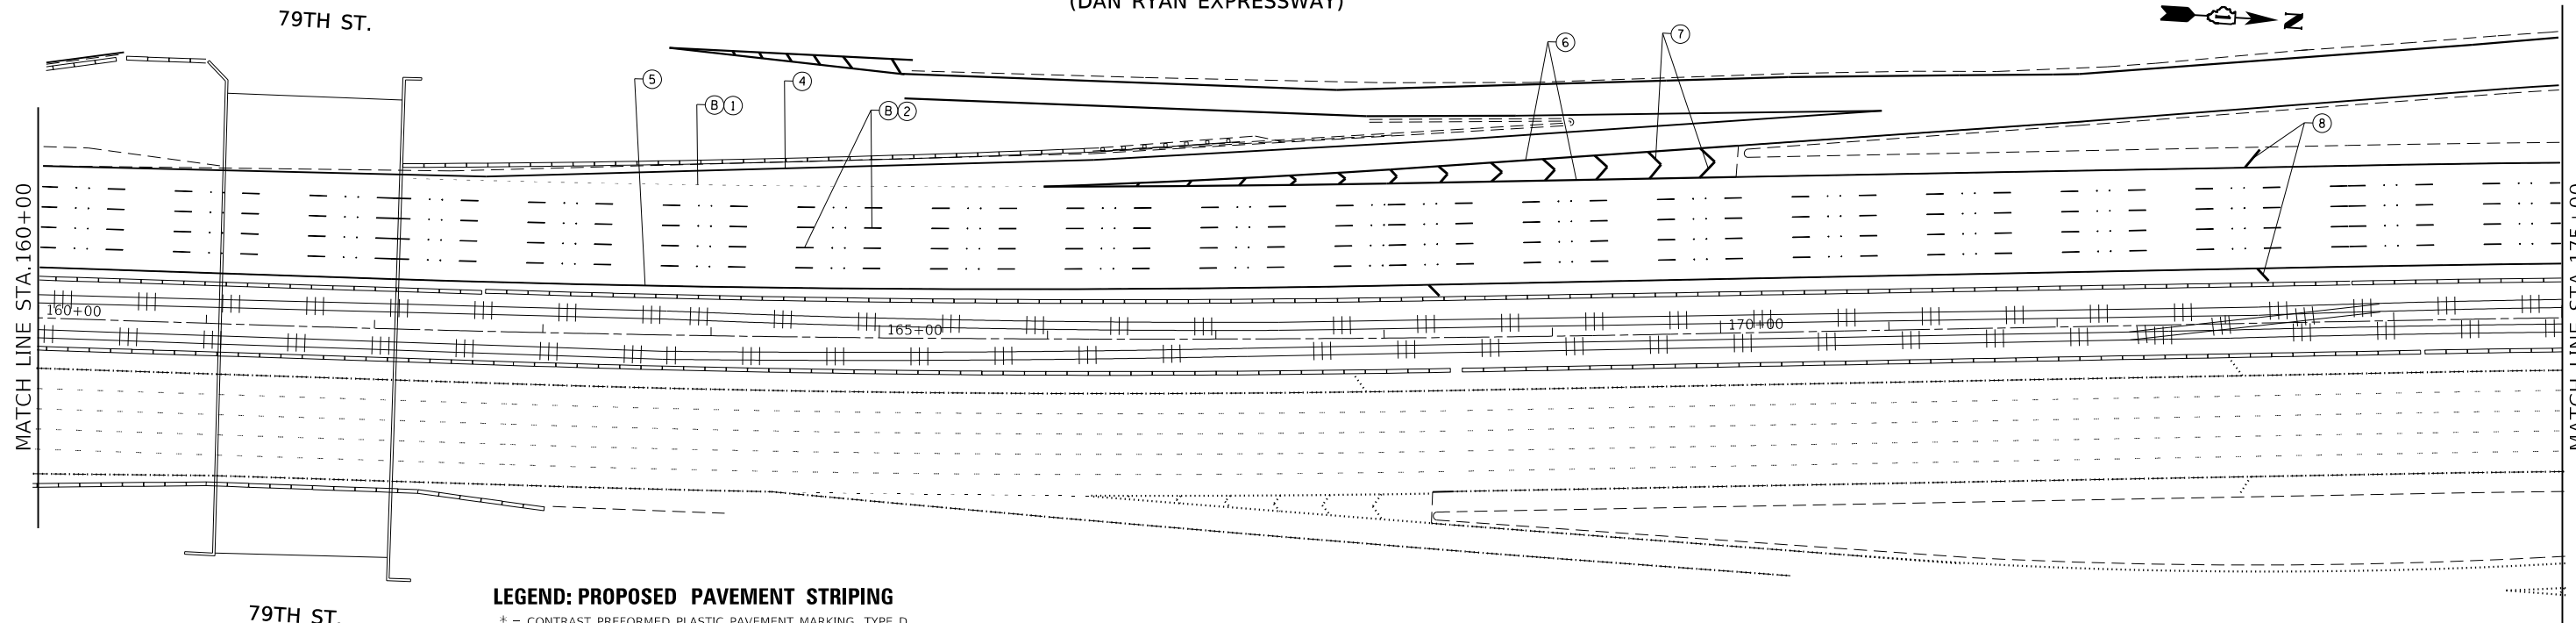 (DAN RYAN EXPRESSWAY)
79TH ST.
N
5
4
B 1
B 2
6
7
8
MATCH LINE STA.160+00
160+00
165+00
170+00
MATCH LINE STA.175+00
79TH ST.
LEGEND: PROPOSED PAVEMENT STRIPING
* - CONTRAST PREFORMED PLASTIC PAVEMENT MARKING, TYPE D